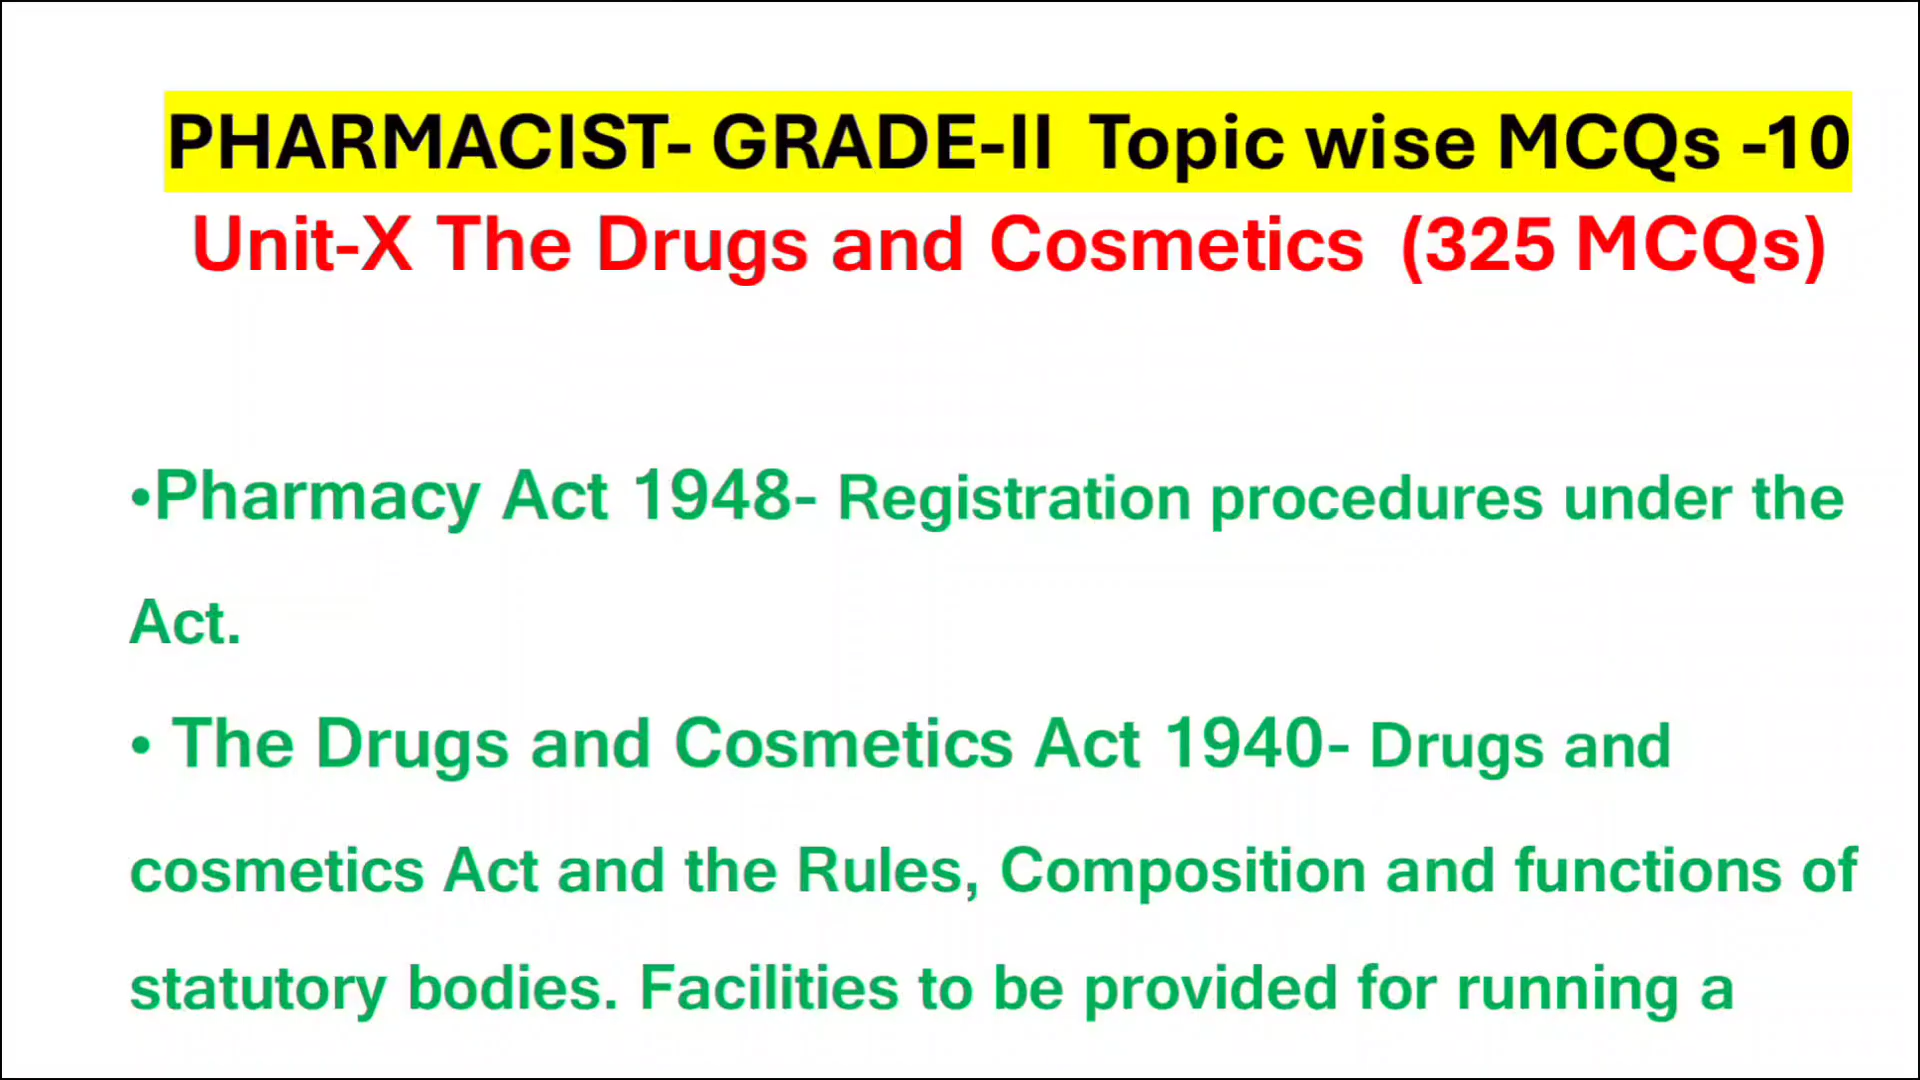 PHARMACIST- GRADE-II Topic wise MCQs -10
Unit-X The Drugs and Cosmetics (325 MCQs)
•Pharmacy Act 1948- Registration procedures under the
Act.
• The Drugs and Cosmetics Act 1940- Drugs and
cosmetics Act and the Rules, Composition and functions of
statutory bodies. Facilities to be provided for running a